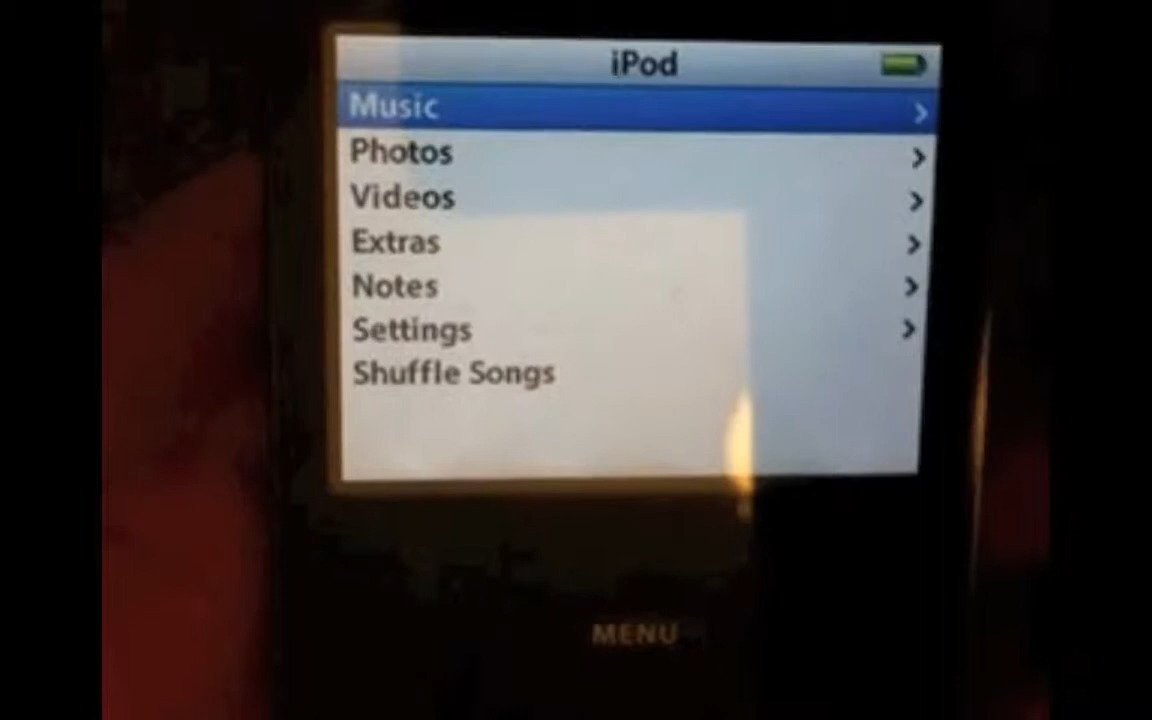 iPod
Music
Photos
Videos
Extras
Notes
Settings
Shuffle Songs
MENU